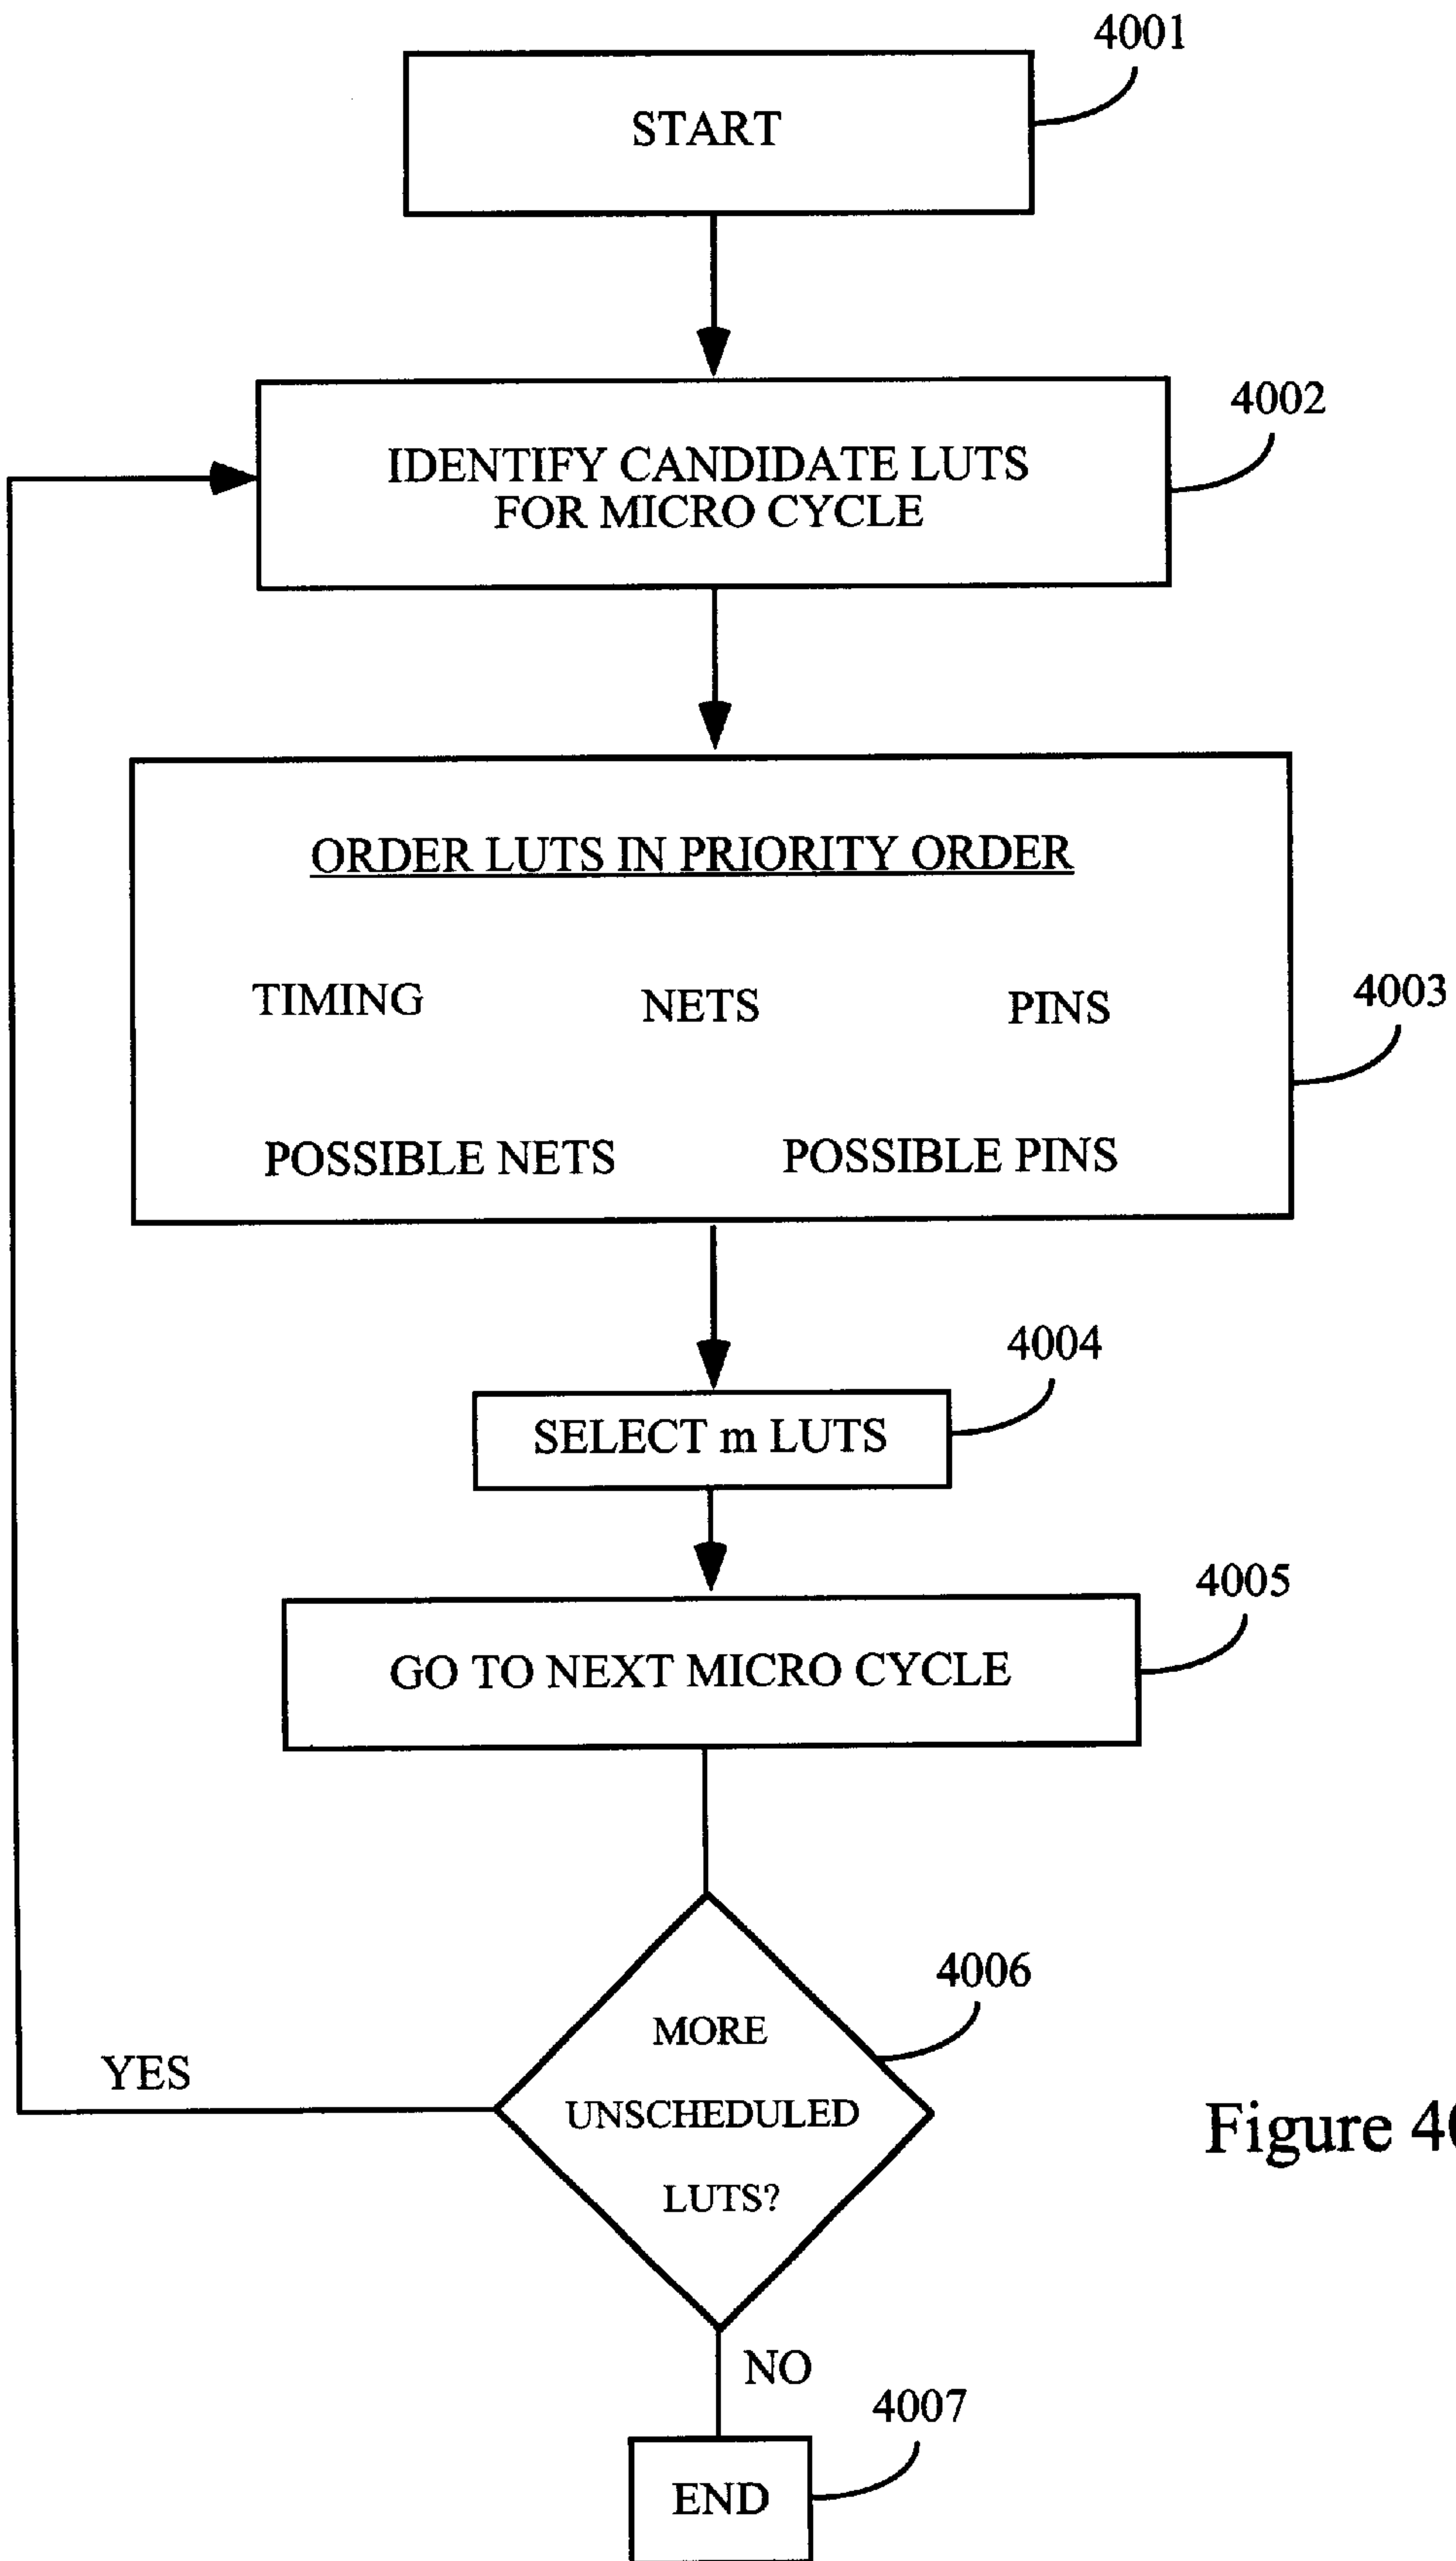 4001
START
4002
IDENTIFY CANDIDATE LUTS
FOR MICRO CYCLE
ORDER LUTS IN PRIORITY ORDER
4003
TIMING NETS PINS
POSSIBLE NETS POSSIBLE PINS
4004
SELECT m LUTS
4005
GO TO NEXT MICRO CYCLE
4006
MORE
UNSCHEDULED
LUTS?
YES
Figure
NO
4007
END